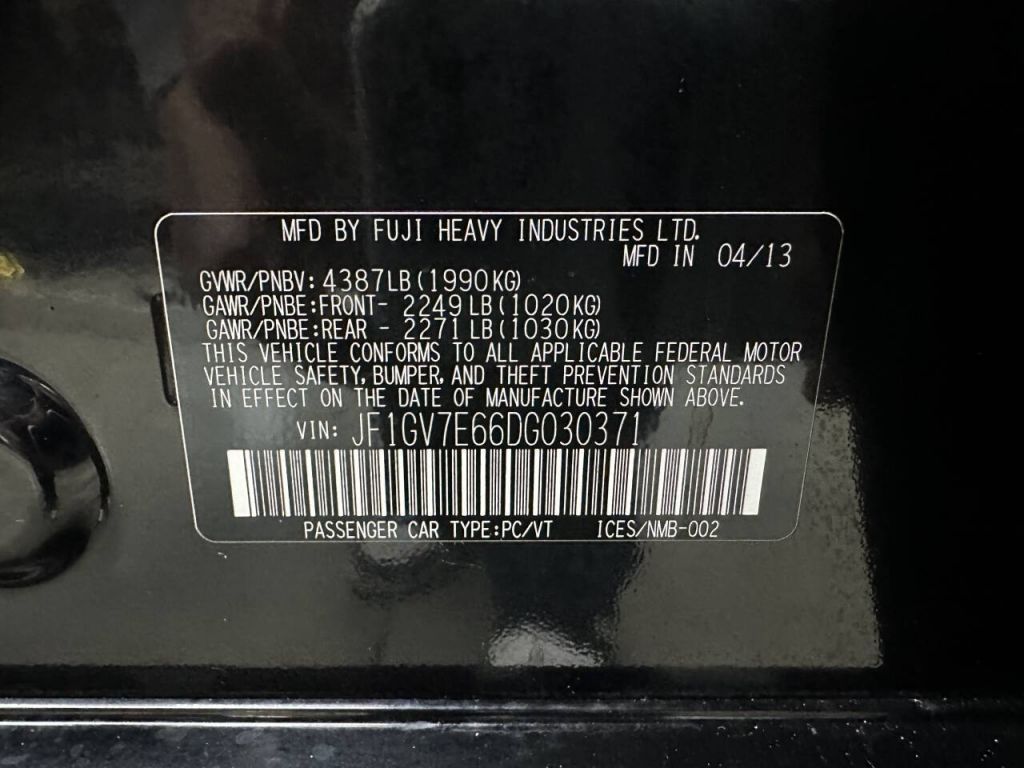 MFD BY FUJI HEAVY INDUSTRIES LTD.
MFD IN 04/13
GVWR/PNBV: 4387LB(1990KG)
GAWR/PNBE:FRONT- 2249LB(1020KG)
GAWR/PNBE:REAR - 2271LB(1030KG)
THIS VEHICLE CONFORMS TO ALL APPLICABLE FEDERAL MOTOR
VEHICLE SAFETY, BUMPER, AND THEFT PREVENTION STANDARDS
IN EFFECT ON THE DATE OF MANUFACTURE SHOWN ABOVE.
VIN: JF1GV7E66DG030371
PASSENGER CAR TYPE:PC/VT ICES/NMB-002